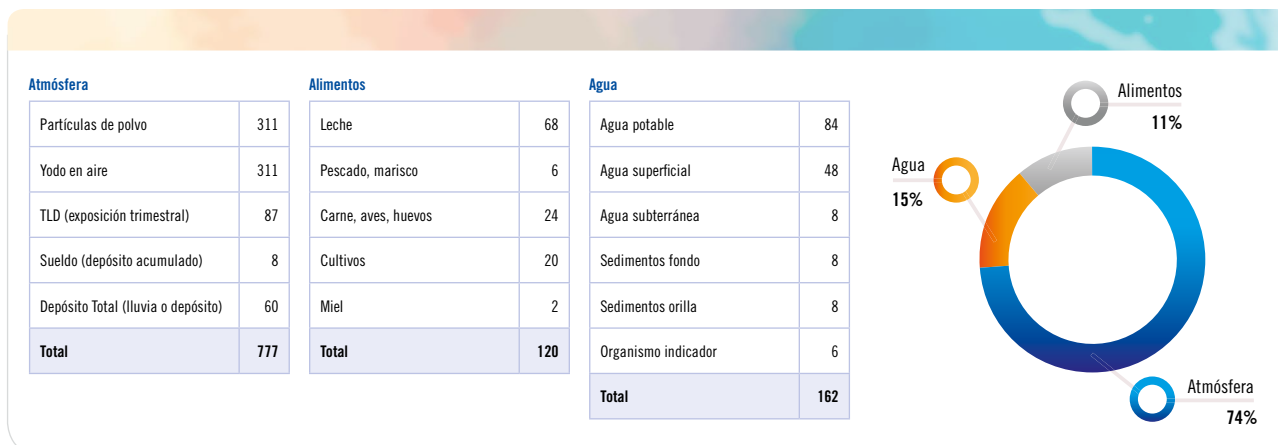 Atmósfera
Partículas de polvo 311
Yodo en aire 311
TLD (exposición trimestral) 87
Sueldo (depósito acumulado) 8
Depósito Total (lluvia o depósito) 60
Total 777
Alimentos
Leche 68
Pescado, marisco 6
Carne, aves, huevos 24
Cultivos 20
Miel 2
Total 120
Agua
Agua potable 84
Agua superficial 48
Agua subterránea 8
Sedimentos fondo 8
Sedimentos orilla 8
Organismo indicador 6
Total 162
Alimentos
11%
Agua
15%
Atmósfera
74%